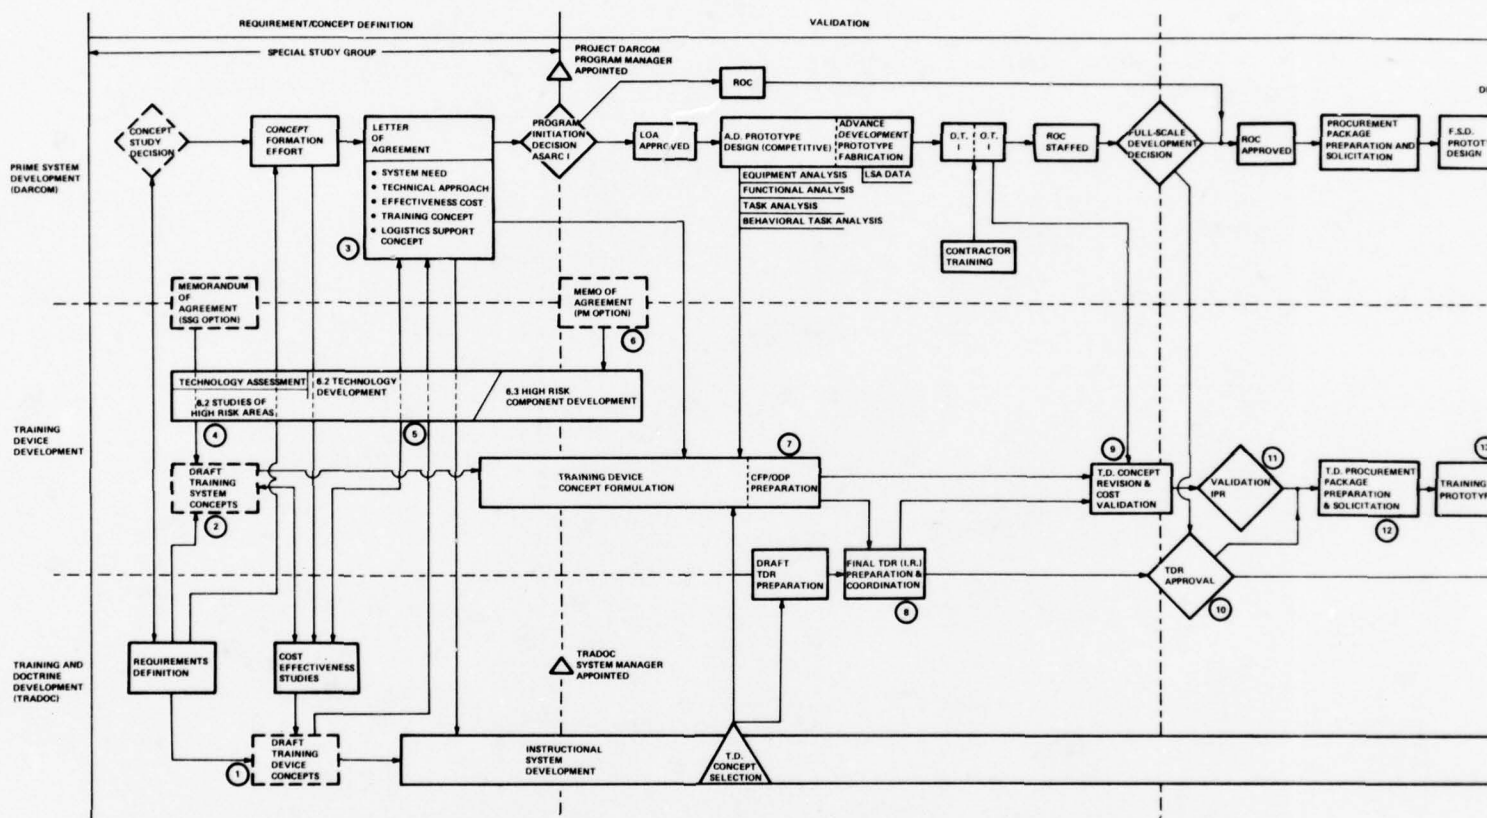 REQUIREMENT/CONCEPT DEFINITION
VALIDATION
SPECIAL STUDY GROUP
PROJECT DARCOM
PROGRAM MANAGER
APPOINTED
PRIME SYSTEM
DEVELOPMENT
(DARCOM)
CONCEPT
STUDY
DECISION
CONCEPT
FORMATION
EFFORT
LETTER
OF
AGREEMENT
• SYSTEM NEED
• TECHNICAL APPROACH
• EFFECTIVENESS COST
• TRAINING CONCEPT
• LOGISTICS SUPPORT
CONCEPT
3
PROGRAM
INITIATION
DECISION
ASARC I
LOA
APPROVED
ROC
A.D. PROTOTYPE
DESIGN (COMPETITIVE)
ADVANCE
DEVELOPMENT
PROTOTYPE
FABRICATION
EQUIPMENT ANALYSIS
LSA DATA
FUNCTIONAL ANALYSIS
TASK ANALYSIS
BEHAVIORAL TASK ANALYSIS
D.T.
I
O.T.
I
CONTRACTOR
TRAINING
ROC
STAFFED
FULL-SCALE
DEVELOPMENT
DECISION
ROC
APPROVED
PROCUREMENT
PACKAGE
PREPARATION AND
SOLICITATION
F.S.D.
PROTOT
DESIGN
MEMORANDUM
OF
AGREEMENT
(SSG OPTION)
MEMO OF
AGREEMENT
(PM OPTION)
6
TRAINING
DEVICE
DEVELOPMENT
TECHNOLOGY ASSESSMENT
6.2 STUDIES OF
HIGH RISK AREAS
6.2 TECHNOLOGY
DEVELOPMENT
6.3 HIGH RISK
COMPONENT DEVELOPMENT
4
5
DRAFT
TRAINING
SYSTEM
CONCEPTS
2
TRAINING DEVICE
CONCEPT FORMULATION
CFP/ODP
PREPARATION
7
9
T.D. CONCEPT
REVISION &
COST
VALIDATION
VALIDATION
IPR
11
T.D. PROCUREMENT
PACKAGE
PREPARATION
& SOLICITATION
12
13
TRAINING
PROTOTYP
DRAFT
TDR
PREPARATION
FINAL TDR (I.R.)
PREPARATION &
COORDINATION
8
TDR
APPROVAL
10
TRAINING AND
DOCTRINE
DEVELOPMENT
(TRADOC)
REQUIREMENTS
DEFINITION
COST
EFFECTIVENESS
STUDIES
TRADOC
SYSTEM MANAGER
APPOINTED
1
DRAFT
TRAINING
DEVICE
CONCEPTS
INSTRUCTIONAL
SYSTEM
DEVELOPMENT
T.D.
CONCEPT
SELECTION